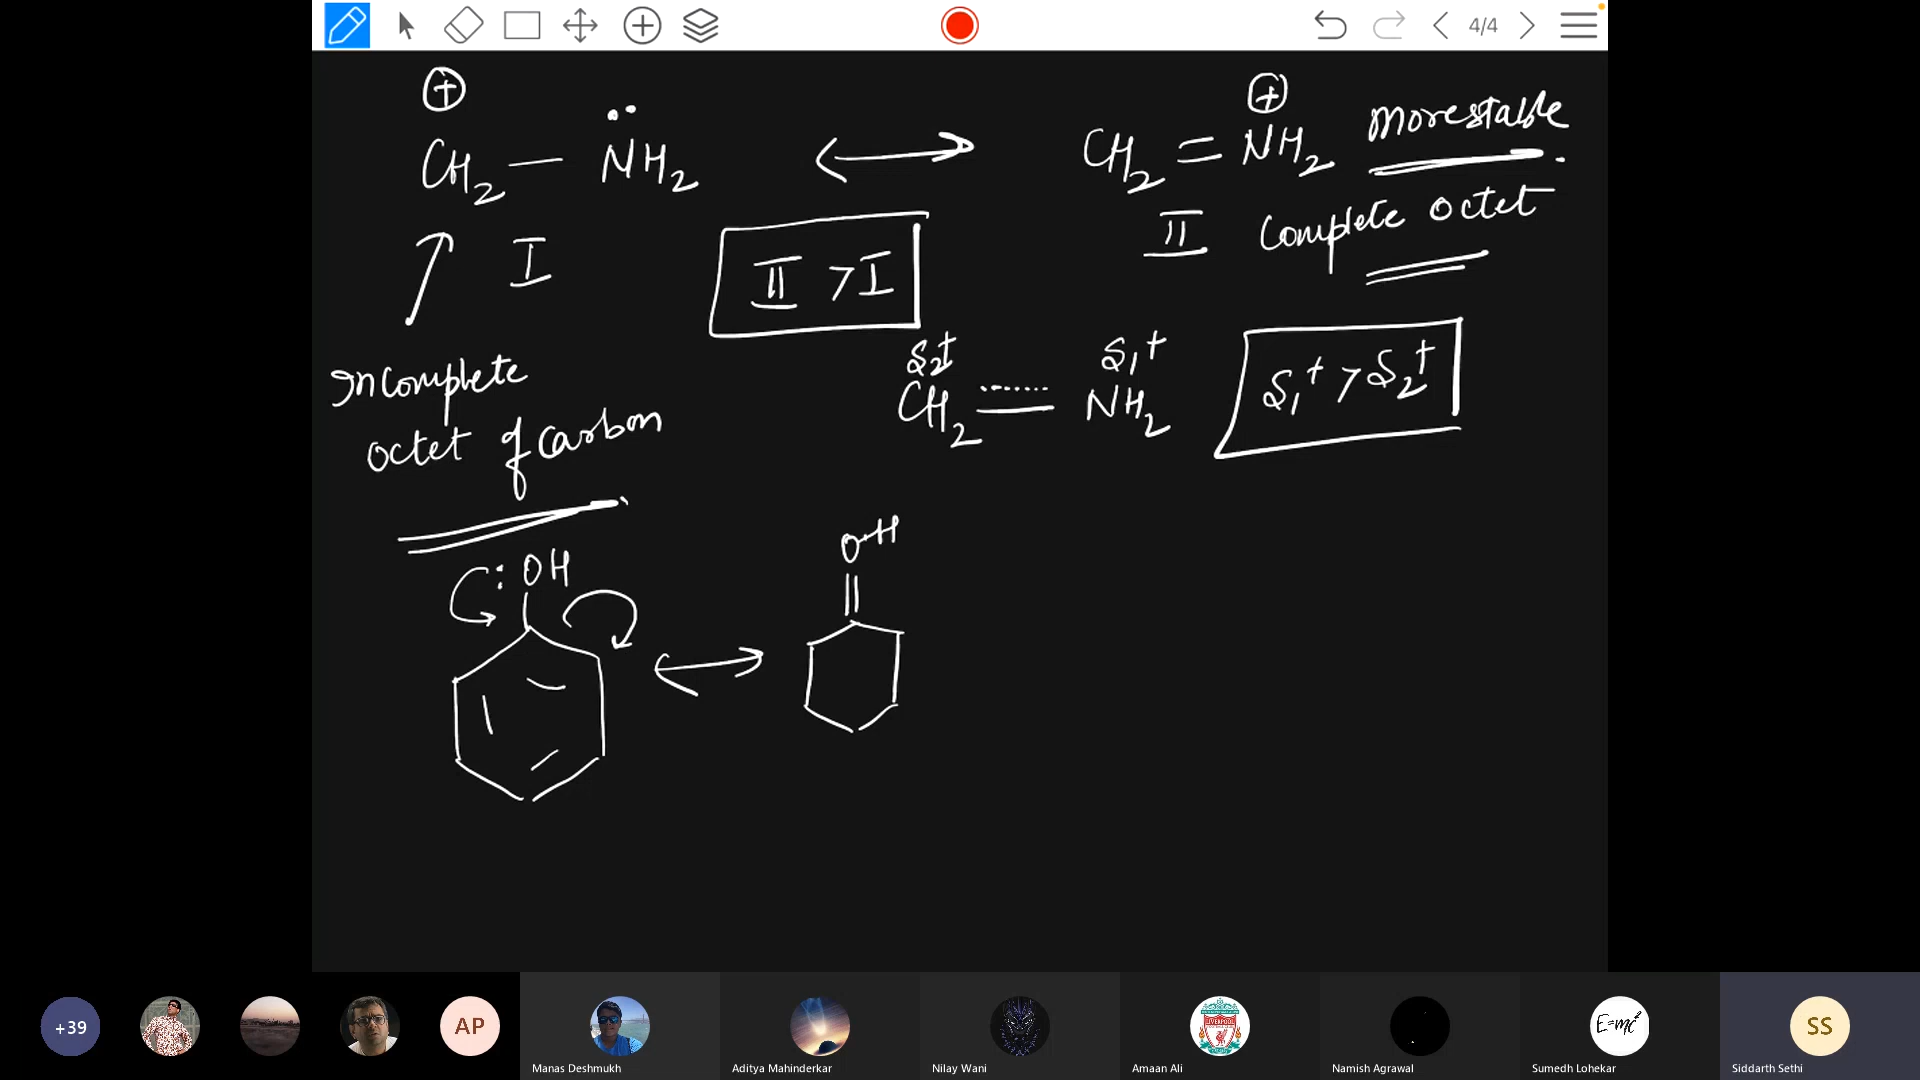 4/4
⊕
CH2 — N̈H2 ⟷ CH2 = NH2 ⊕ More stable
I
II Complete octet
II > I
Incomplete
octet of carbon
δ2+ δ1+
CH2 NH2
δ1+ > δ2+
:OH
O-H
⟷
+39
AP
E=mc²
SS
Manas Deshmukh
Aditya Mahinderkar
Nilay Wani
Amaan Ali
Namish Agrawal
Sumedh Lohekar
Siddarth Sethi